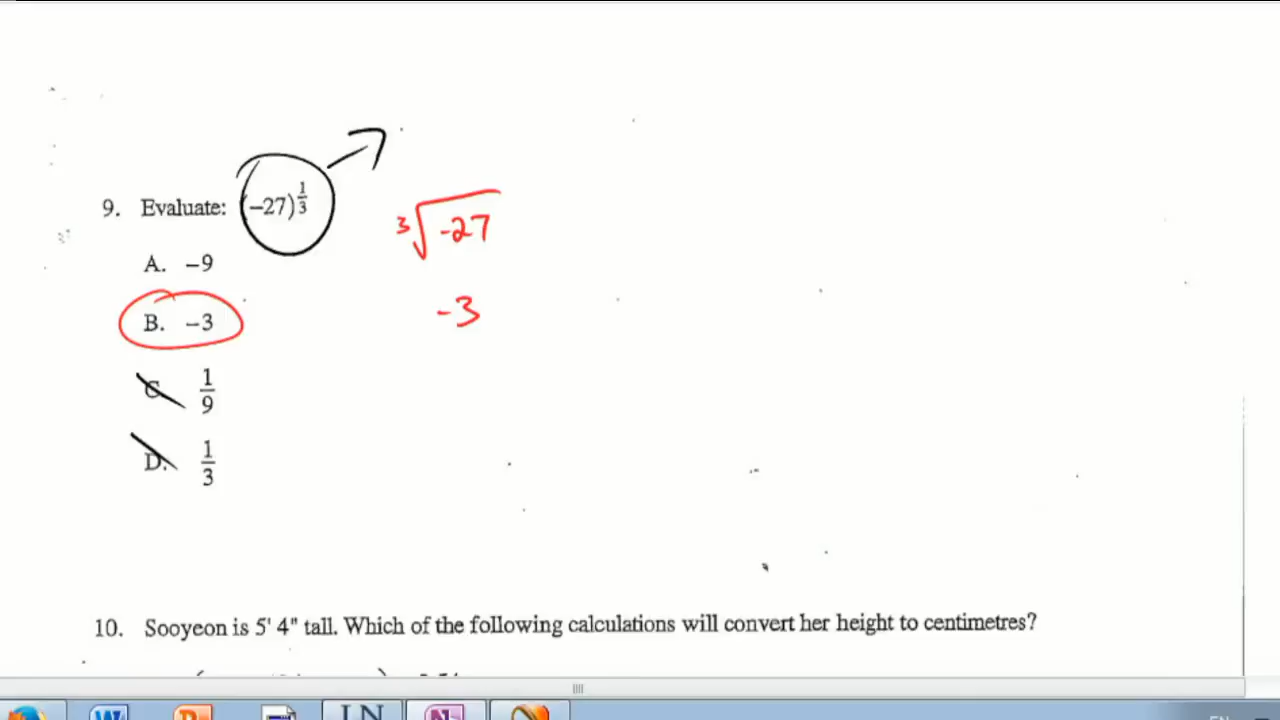 9. Evaluate: (−27)^{1/3}
∛-27
A. −9
-3
B. −3
C. 1/9
D. 1/3
10. Sooyeon is 5' 4" tall. Which of the following calculations will convert her height to centimetres?
EN